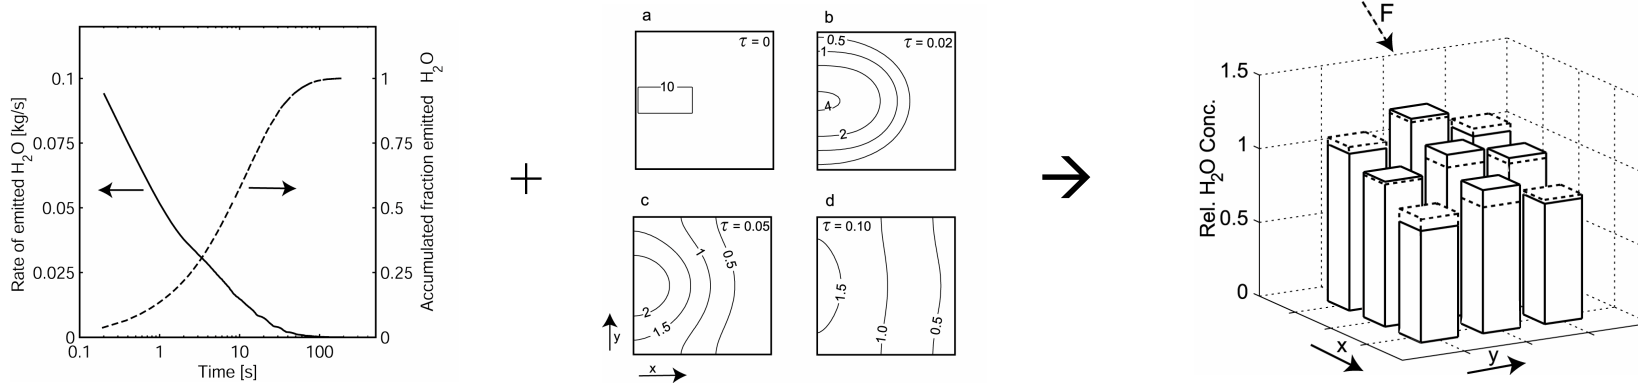 Rate of emitted H2O [kg/s]
0.1
0.075
0.05
0.025
0
0.1
1
10
100
Time [s]
1
0.75
0.5
0.25
0
Accumulated fraction emitted H2O
+
a
τ = 0
10
b
τ = 0.02
0.5
1
4
2
c
τ = 0.05
1
0.5
2
1.5
d
τ = 0.10
1.5
1.0
0.5
y
x
F
Rel. H2O Conc.
1.5
1
0.5
0
x
y